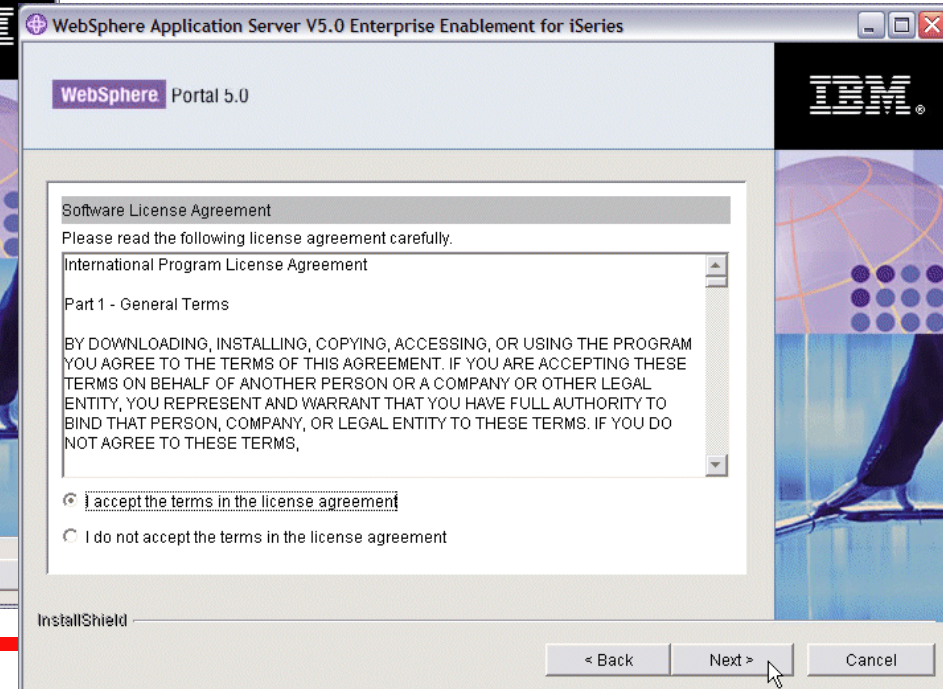 WebSphere Application Server V5.0 Enterprise Enablement for iSeries
WebSphere Portal 5.0
IBM®
Software License Agreement
Please read the following license agreement carefully.
International Program License Agreement
Part 1 - General Terms
BY DOWNLOADING, INSTALLING, COPYING, ACCESSING, OR USING THE PROGRAM
YOU AGREE TO THE TERMS OF THIS AGREEMENT. IF YOU ARE ACCEPTING THESE
TERMS ON BEHALF OF ANOTHER PERSON OR A COMPANY OR OTHER LEGAL
ENTITY, YOU REPRESENT AND WARRANT THAT YOU HAVE FULL AUTHORITY TO
BIND THAT PERSON, COMPANY, OR LEGAL ENTITY TO THESE TERMS. IF YOU DO
NOT AGREE TO THESE TERMS,
I accept the terms in the license agreement
I do not accept the terms in the license agreement
InstallShield
< Back
Next >
Cancel